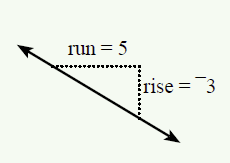 run = 5
rise = ⁻3